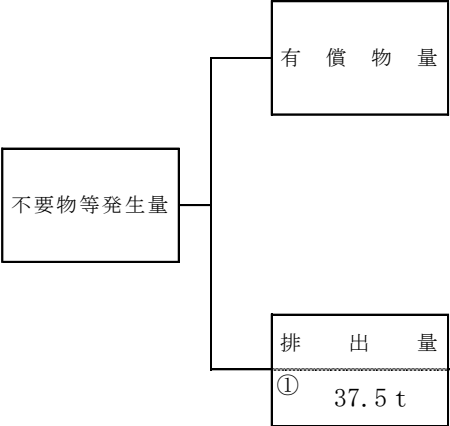 有償物量
不要物等発生量
排出量
① 37.5 t